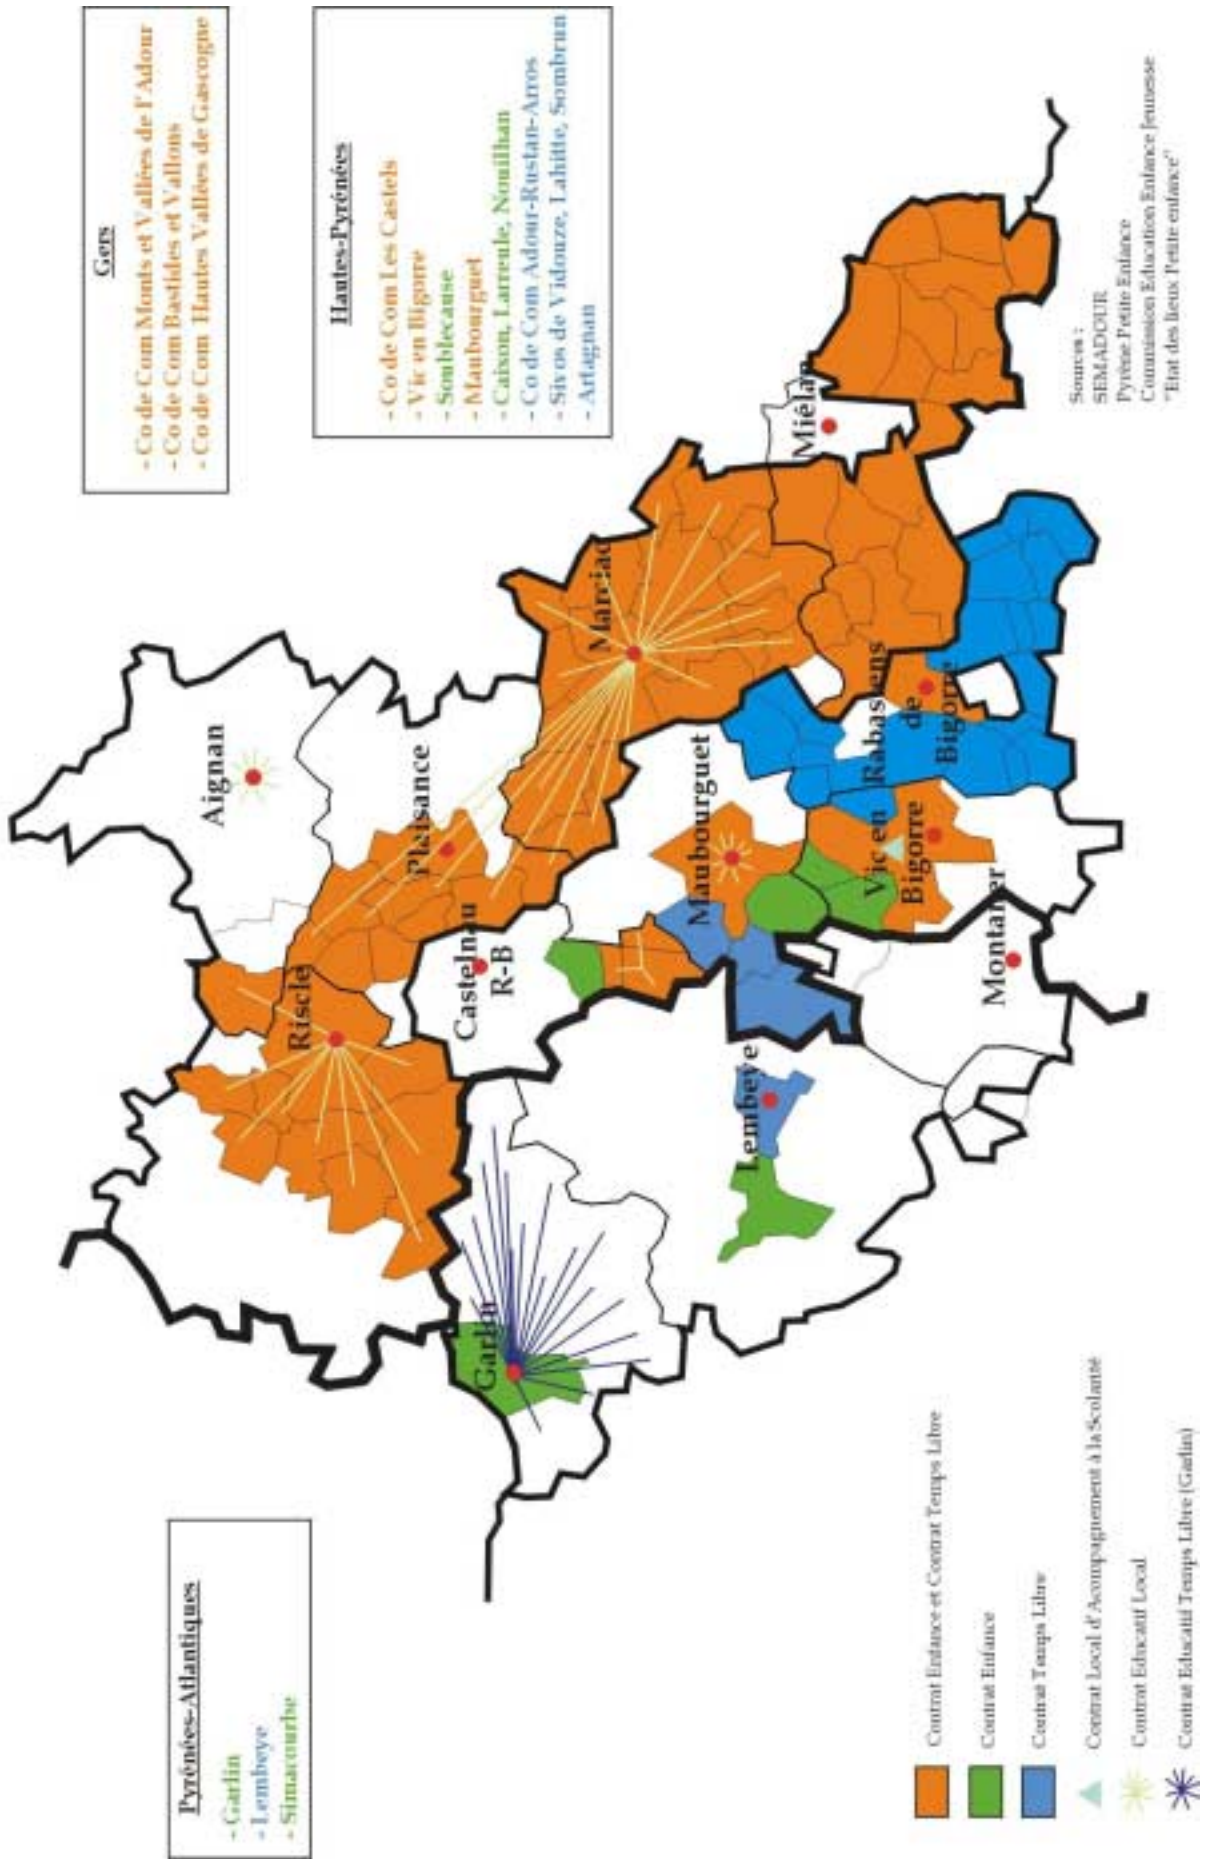 Pyrénées-Atlantiques
- Garlin
- Lembeye
- Simacourbe
Gers
- Co de Com Monts et Vallées de l'Adour
- Co de Com Bastides et Vallons
- Co de Com Hautes Vallées de Gascogne
Hautes-Pyrénées
- Co de Com Les Castels
- Vic en Bigorre
- Soublecause
- Maubourguet
- Caixon, Larreule, Nouilhan
- Co de Com Adour-Rustan-Arros
- Sivos de Vidouze, Lahitte, Sombrun
- Artagnan
Aignan
Riscle
Plaisance
Castelnau
R-B
Marciac
Garlin
Maubourguet
Lembeye
Miélan
Vic en
Bigorre
Rabastens
de
Bigorre
Montaner
Contrat Enfance et Contrat Temps Libre
Contrat Enfance
Contrat Temps Libre
Contrat Local d'Acompagnement à la Scolarité
Contrat Educatif Local
Contrat Educatif Temps Libre (Garlin)
Sources :
SEMADOUR
Pyrène Petite Enfance
Commission Education Enfance Jeunesse
"Etat des lieux Petite enfance"